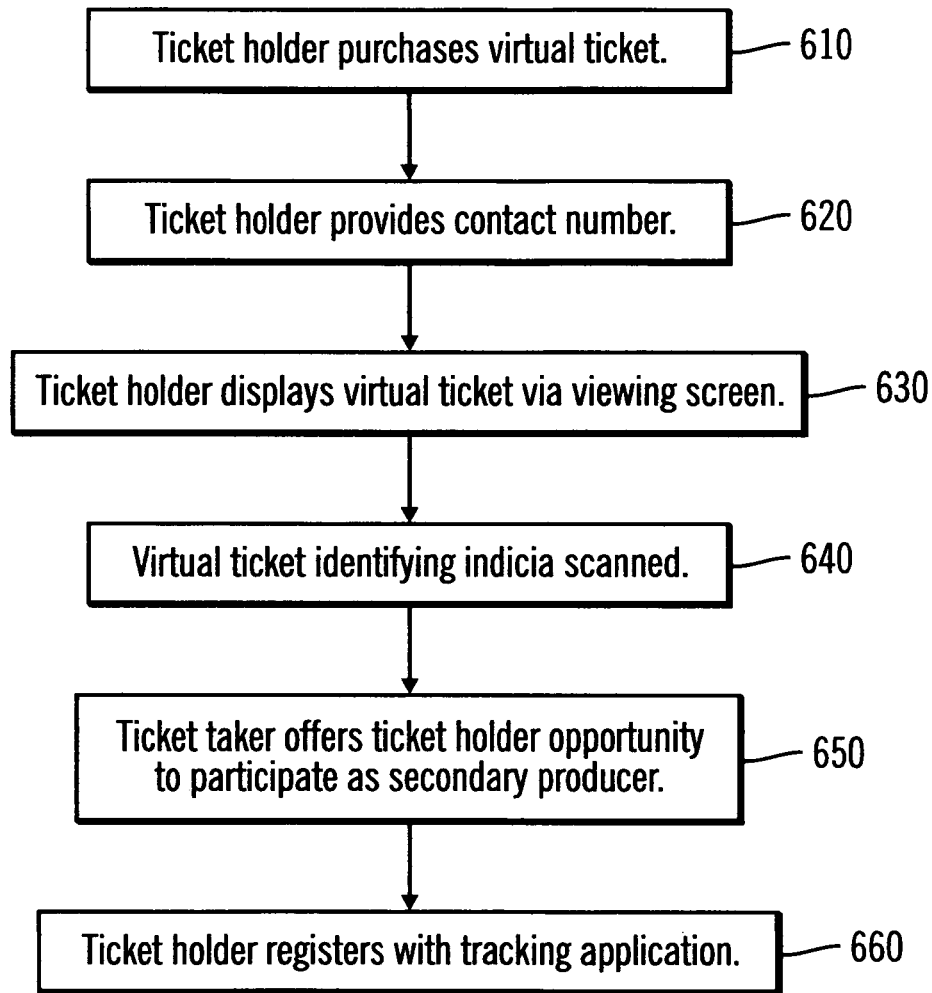 Ticket holder purchases virtual ticket.
610
Ticket holder provides contact number.
620
Ticket holder displays virtual ticket via viewing screen.
630
Virtual ticket identifying indicia scanned.
640
Ticket taker offers ticket holder opportunity
to participate as secondary producer.
650
Ticket holder registers with tracking application.
660